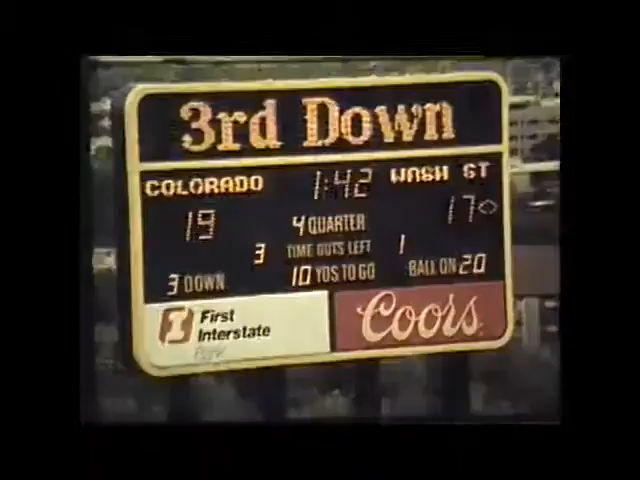 3rd Down
COLORADO 1:42 WASH ST
19 4 QUARTER 17
3 TIME OUTS LEFT 1
3 DOWN 10 YDS TO GO BALL ON 20
First
Interstate
Bank
Coors